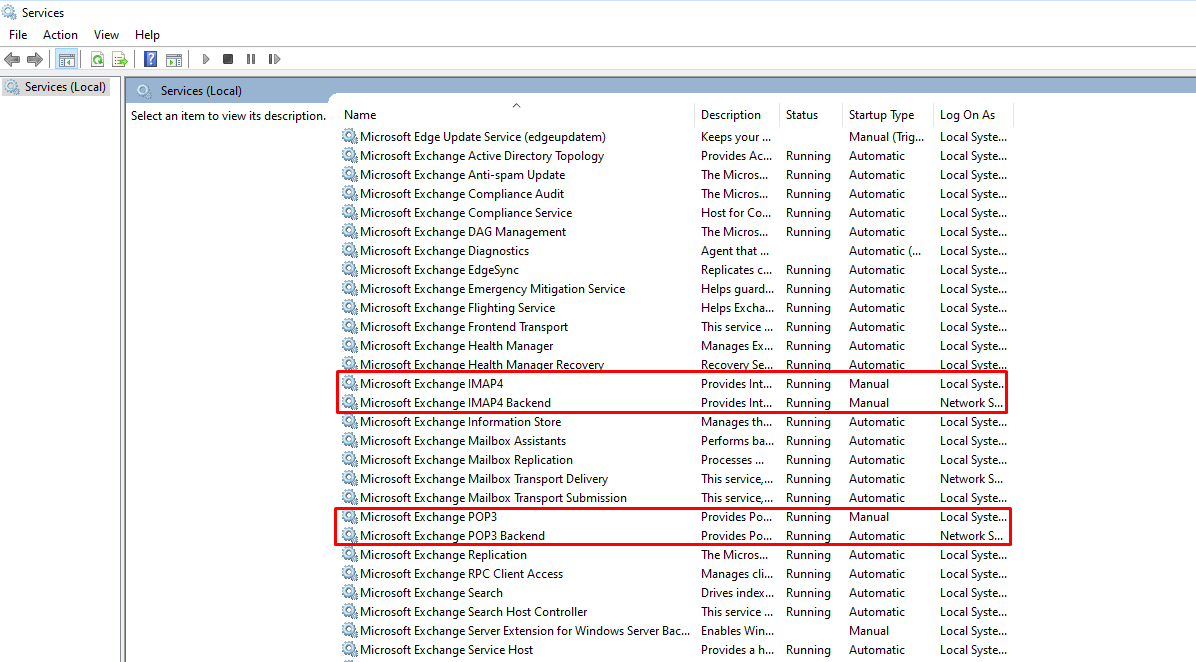 Services
File Action View Help
Services (Local)
Services (Local)
Select an item to view its description.
Name Description Status Startup Type Log On As
Microsoft Edge Update Service (edgeupdatem) Keeps your ... Manual (Trig... Local Syste...
Microsoft Exchange Active Directory Topology Provides Ac... Running Automatic Local Syste...
Microsoft Exchange Anti-spam Update The Micros... Running Automatic Local Syste...
Microsoft Exchange Compliance Audit The Micros... Running Automatic Local Syste...
Microsoft Exchange Compliance Service Host for Co... Running Automatic Local Syste...
Microsoft Exchange DAG Management The Micros... Running Automatic Local Syste...
Microsoft Exchange Diagnostics Agent that ... Automatic (... Local Syste...
Microsoft Exchange EdgeSync Replicates c... Running Automatic Local Syste...
Microsoft Exchange Emergency Mitigation Service Helps guard... Running Automatic Local Syste...
Microsoft Exchange Flighting Service Helps Excha... Running Automatic Local Syste...
Microsoft Exchange Frontend Transport This service ... Running Automatic Local Syste...
Microsoft Exchange Health Manager Manages Ex... Running Automatic Local Syste...
Microsoft Exchange Health Manager Recovery Recovery Se... Running Automatic Local Syste...
Microsoft Exchange IMAP4 Provides Int... Running Manual Local Syste...
Microsoft Exchange IMAP4 Backend Provides Int... Running Manual Network S...
Microsoft Exchange Information Store Manages th... Running Automatic Local Syste...
Microsoft Exchange Mailbox Assistants Performs ba... Running Automatic Local Syste...
Microsoft Exchange Mailbox Replication Processes ... Running Automatic Local Syste...
Microsoft Exchange Mailbox Transport Delivery This service,... Running Automatic Network S...
Microsoft Exchange Mailbox Transport Submission This service,... Running Automatic Local Syste...
Microsoft Exchange POP3 Provides Po... Running Manual Local Syste...
Microsoft Exchange POP3 Backend Provides Po... Running Automatic Network S...
Microsoft Exchange Replication The Micros... Running Automatic Local Syste...
Microsoft Exchange RPC Client Access Manages cli... Running Automatic Local Syste...
Microsoft Exchange Search Drives index... Running Automatic Local Syste...
Microsoft Exchange Search Host Controller This service ... Running Automatic Local Syste...
Microsoft Exchange Server Extension for Windows Server Bac... Enables Win... Manual Local Syste...
Microsoft Exchange Service Host Provides a h... Running Automatic Local Syste...